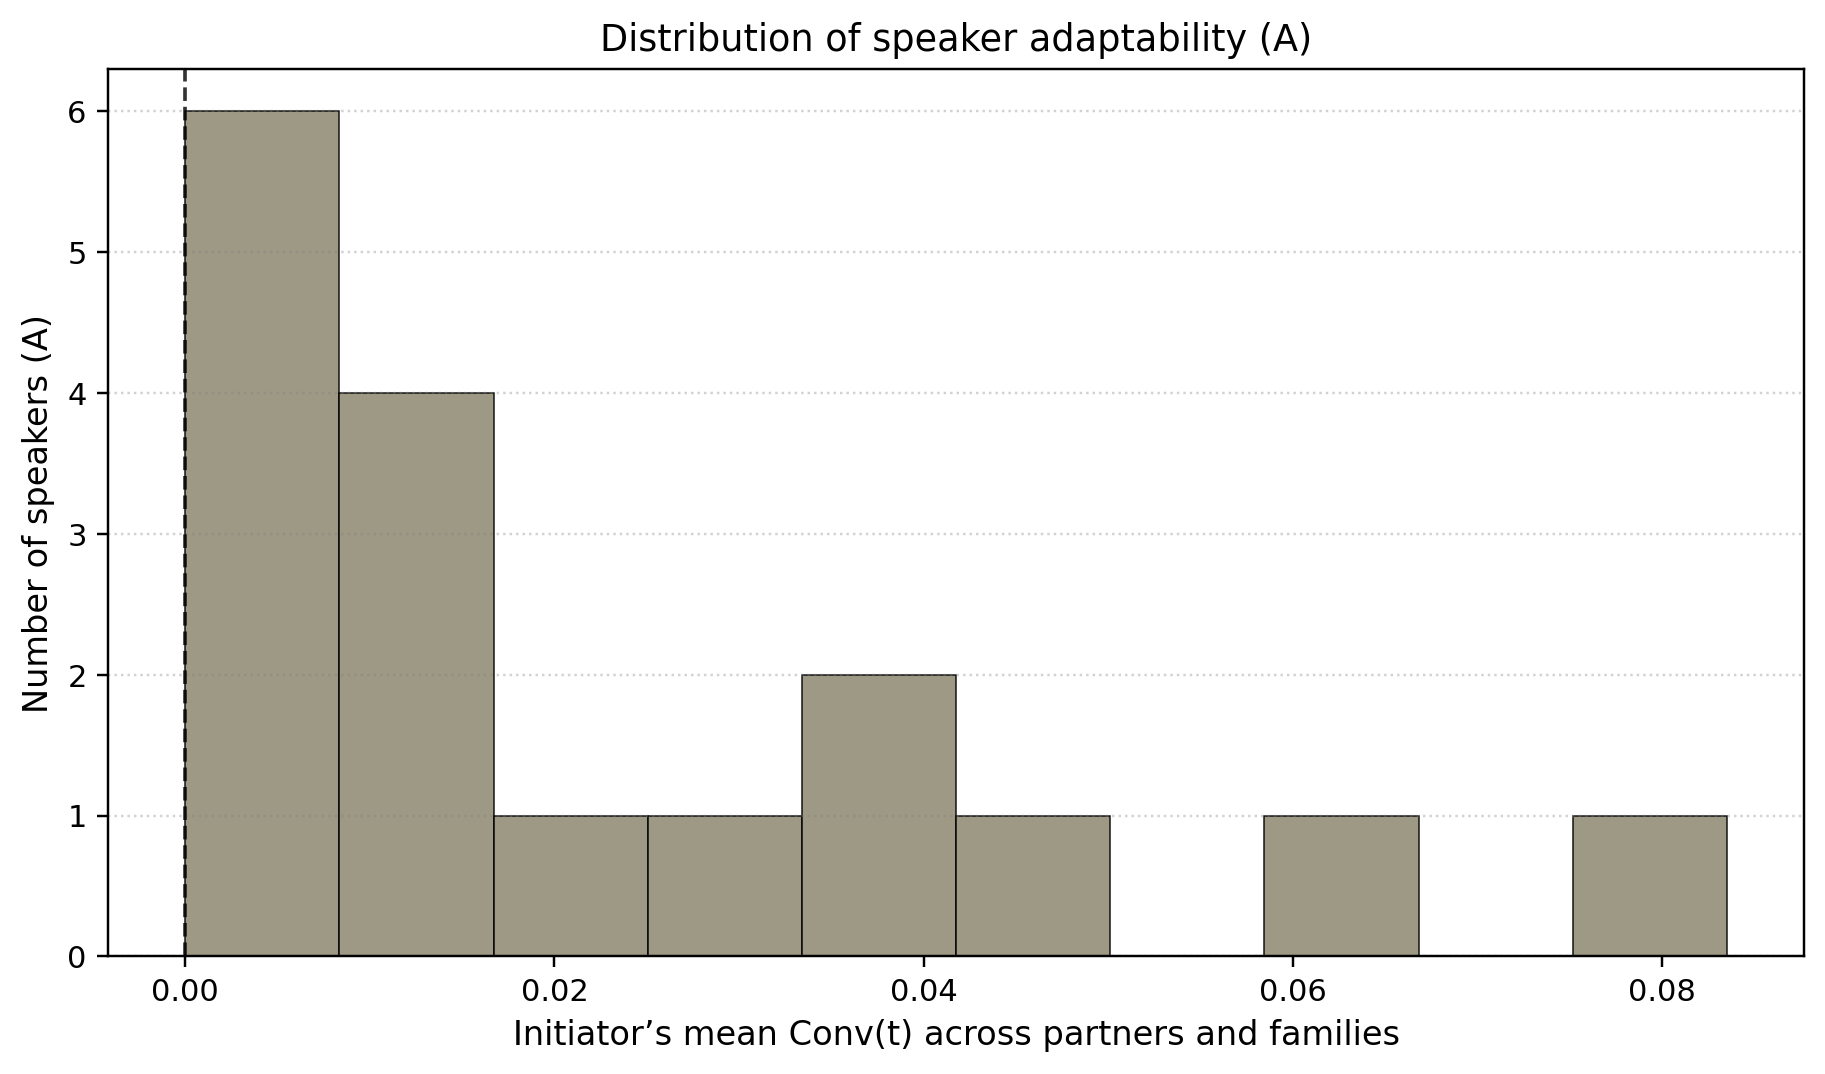 Distribution of speaker adaptability (A)
Number of speakers (A)
6
5
4
3
2
1
0
0.00 0.02 0.04 0.06 0.08
Initiator’s mean Conv(t) across partners and families